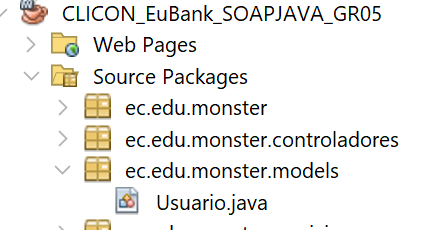 CLICON_EuBank_SOAPJAVA_GR05
Web Pages
Source Packages
ec.edu.monster
ec.edu.monster.controladores
ec.edu.monster.models
Usuario.java